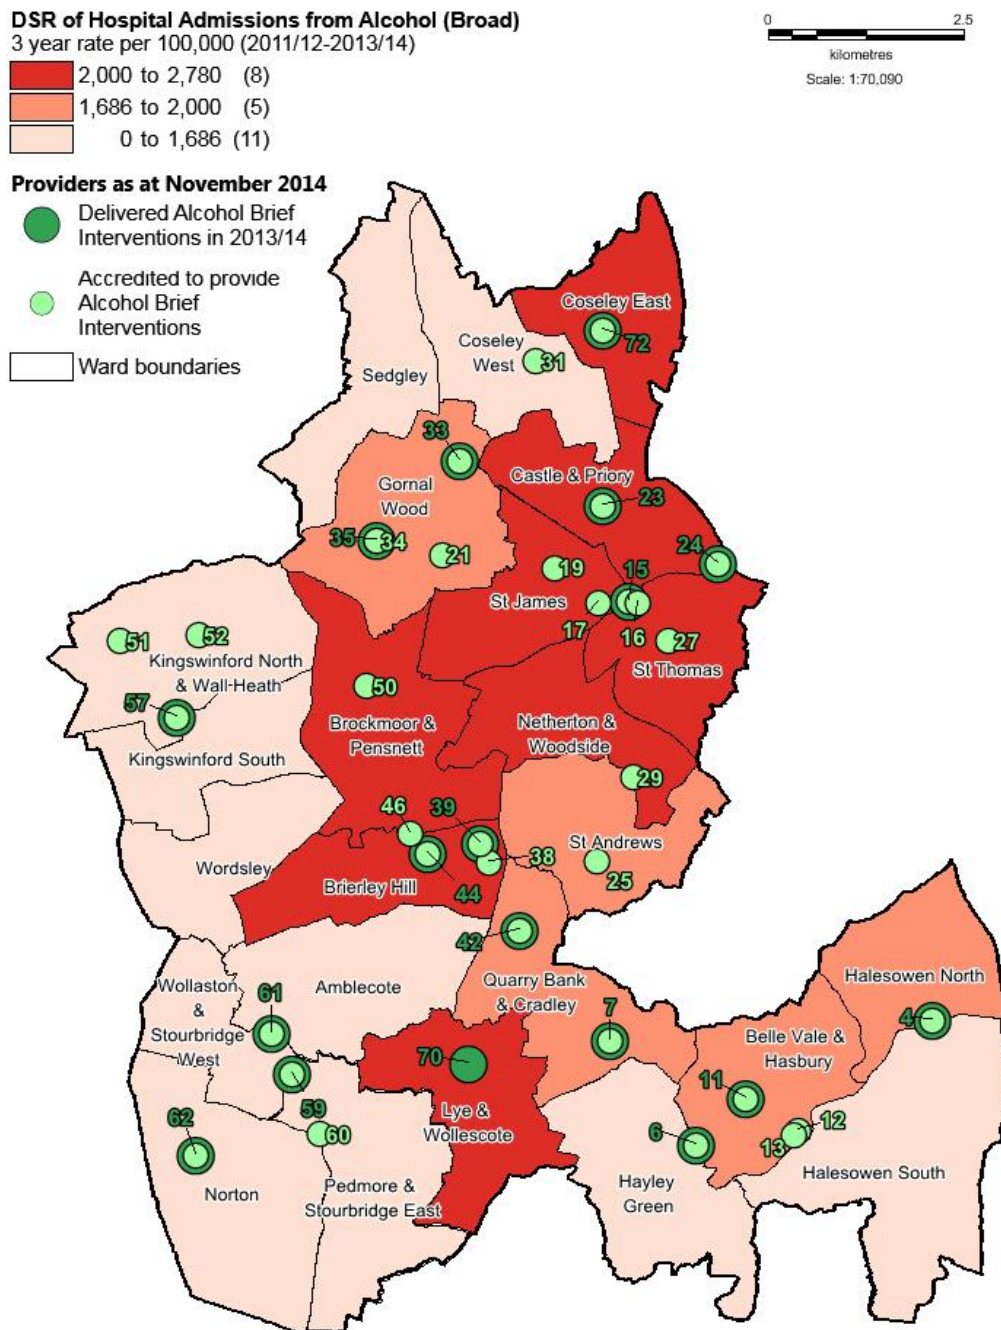 DSR of Hospital Admissions from Alcohol (Broad)
3 year rate per 100,000 (2011/12-2013/14)
2,000 to 2,780 (8)
1,686 to 2,000 (5)
0 to 1,686 (11)
0 2.5
kilometres
Scale: 1:70,090
Providers as at November 2014
Delivered Alcohol Brief
Interventions in 2013/14
Accredited to provide
Alcohol Brief
Interventions
Ward boundaries
Coseley East
72
Coseley
West
31
Sedgley
33
Castle & Priory
Gornal
Wood
23
35
34
21
24
19
15
St James
17
16
27
St Thomas
51
52
Kingswinford North
& Wall-Heath
50
57
Brockmoor &
Pensnett
Netherton &
Woodside
Kingswinford South
29
46
39
St Andrews
38
25
Wordsley
Brierley Hill
44
42
Wollaston
&
Stourbridge
West
61
Amblecote
Quarry Bank
& Cradley
7
Halesowen North
4
Belle Vale &
Hasbury
70
11
59
Lye &
Wollescote
62
60
6
12
13
Norton
Pedmore &
Stourbridge East
Hayley
Green
Halesowen South